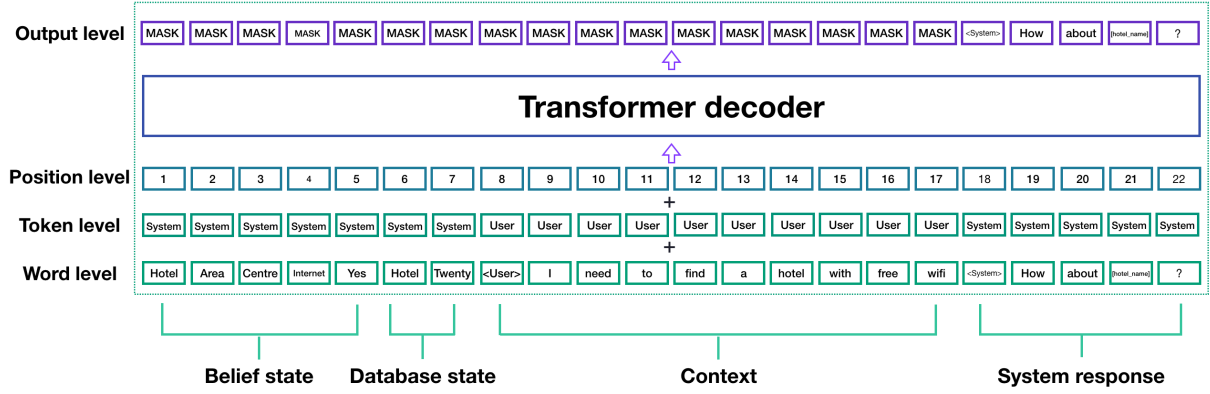 Output level MASK MASK MASK MASK MASK MASK MASK MASK MASK MASK MASK MASK MASK MASK MASK MASK MASK <System> How about [hotel_name] ?
Transformer decoder
Position level 1 2 3 4 5 6 7 8 9 10 11 12 13 14 15 16 17 18 19 20 21 22
+
Token level System System System System System System System User User User User User User User User User User System System System System System
+
Word level Hotel Area Centre Internet Yes Hotel Twenty <User> I need to find a hotel with free wifi <System> How about [hotel_name] ?
Belief state Database state Context System response